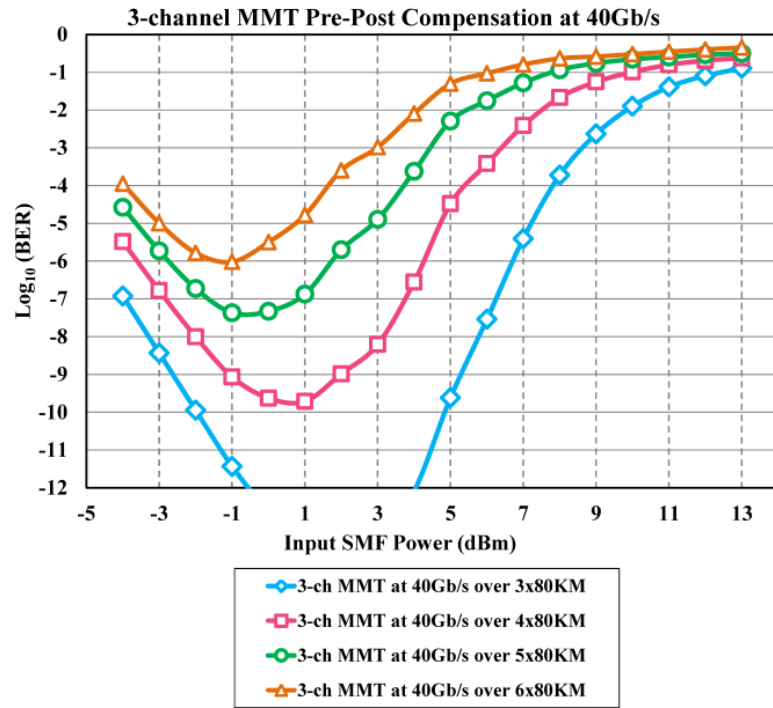 3-channel MMT Pre-Post Compensation at 40Gb/s
0
-1
-2
-3
-4
-5
-6
-7
-8
-9
-10
-11
-12
Log10 (BER)
-5 -3 -1 1 3 5 7 9 11 13
Input SMF Power (dBm)
3-ch MMT at 40Gb/s over 3x80KM
3-ch MMT at 40Gb/s over 4x80KM
3-ch MMT at 40Gb/s over 5x80KM
3-ch MMT at 40Gb/s over 6x80KM